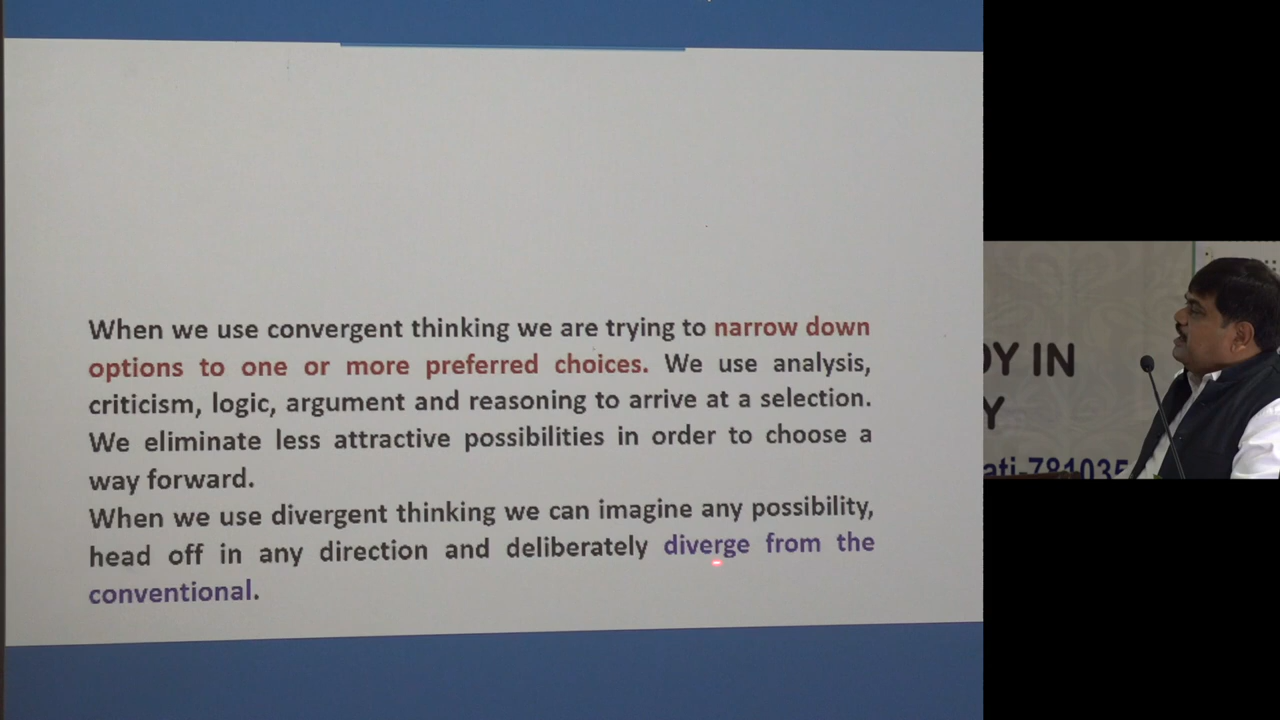 When we use convergent thinking we are trying to narrow down
options to one or more preferred choices. We use analysis,
criticism, logic, argument and reasoning to arrive at a selection.
We eliminate less attractive possibilities in order to choose a
way forward.
When we use divergent thinking we can imagine any possibility,
head off in any direction and deliberately diverge from the
conventional.
DY IN
Y
ati-781035